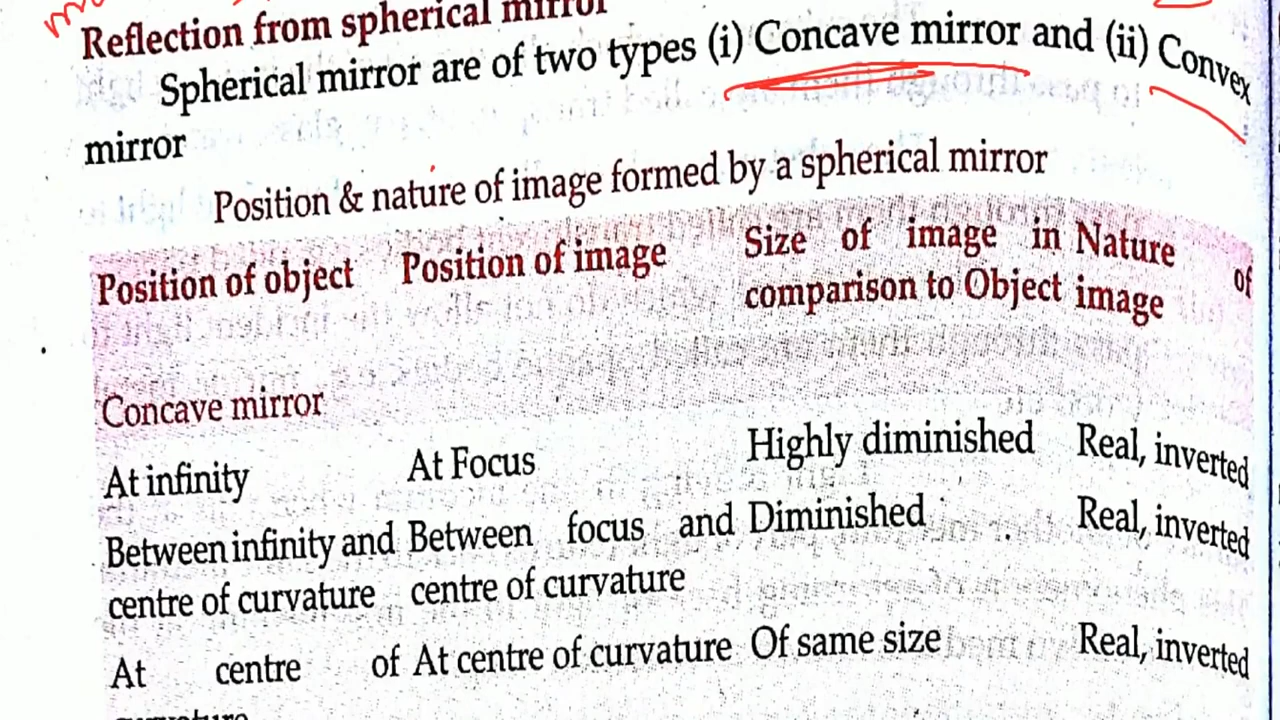 Reflection from spherical mirror
Spherical mirror are of two types (i) Concave mirror and (ii) Convex
mirror
Position & nature of image formed by a spherical mirror
Position of object Position of image Size of image in Nature of
comparison to Object image
Concave mirror
At infinity At Focus Highly diminished Real, inverted
Between infinity and Between focus and Diminished Real, inverted
centre of curvature centre of curvature
At centre of At centre of curvature Of same size Real, inverted
curvature